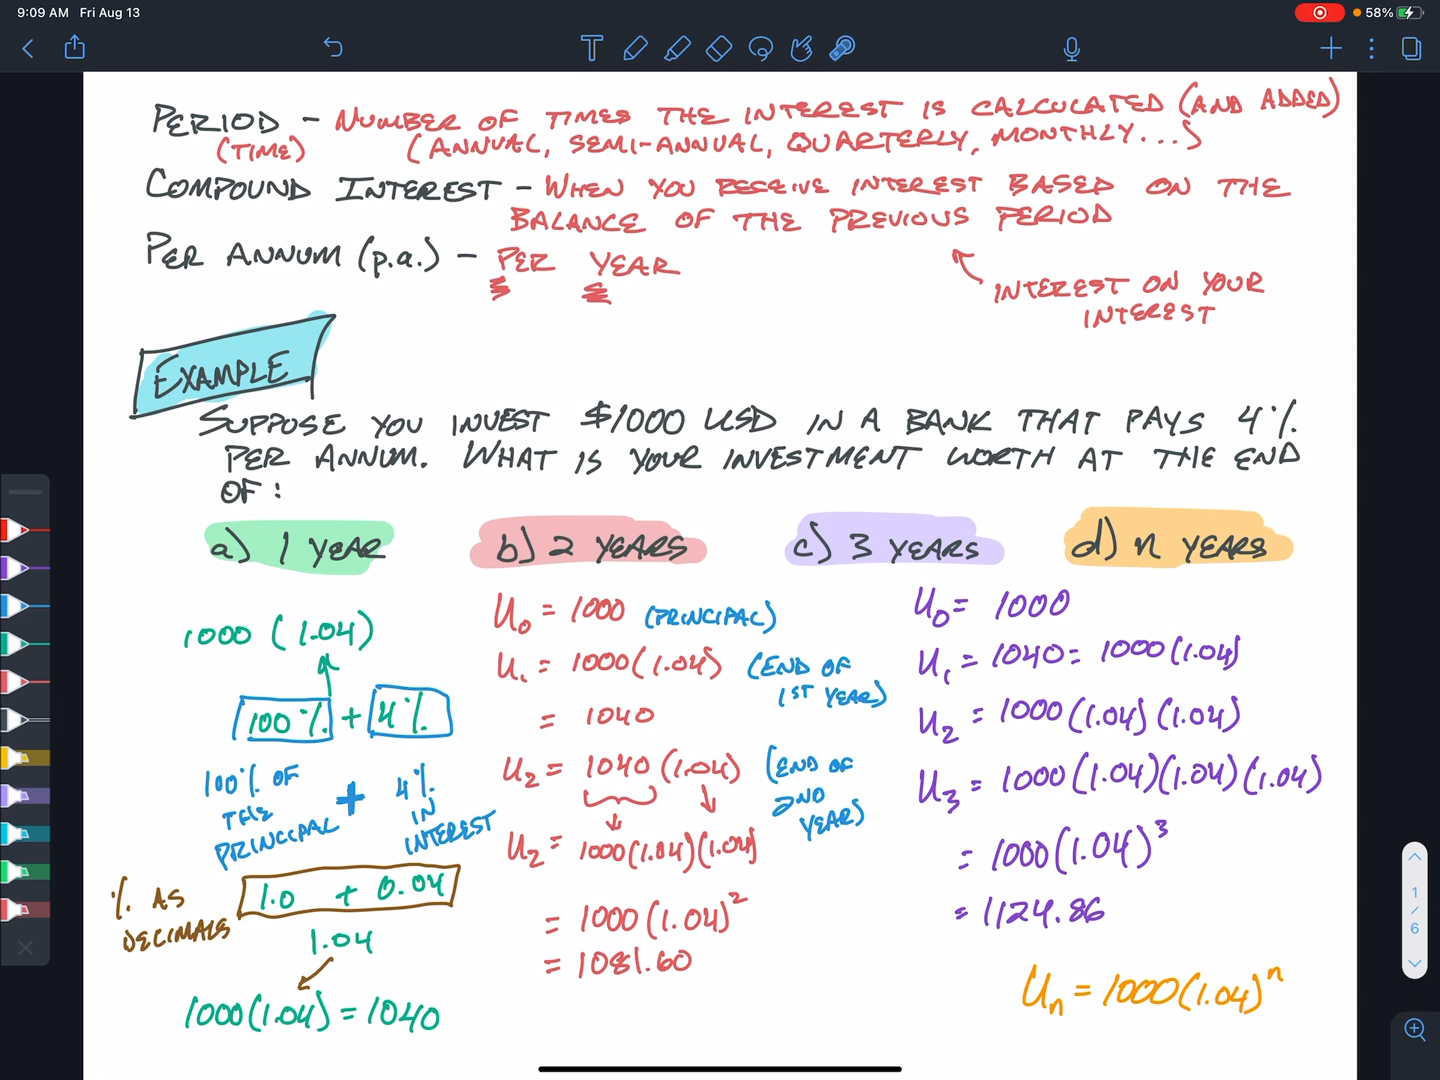 9:09 AM Fri Aug 13
58%
PERIOD - NUMBER OF TIMES THE INTEREST IS CALCULATED (AND ADDED)
(TIME) (ANNUAL, SEMI-ANNUAL, QUARTERLY, MONTHLY...)
COMPOUND INTEREST - WHEN YOU RECEIVE INTEREST BASED ON THE
BALANCE OF THE PREVIOUS PERIOD
PER ANNUM (p.a.) - PER YEAR
INTEREST ON YOUR
INTEREST
EXAMPLE
SUPPOSE YOU INVEST $1000 USD IN A BANK THAT PAYS 4%
PER ANNUM. WHAT IS YOUR INVESTMENT WORTH AT THE END
OF:
a) 1 YEAR
1000 (1.04)
100% + 4%
100% OF
THE
PRINCIPAL
+
4%
IN
INTEREST
% AS
DECIMALS
1.0 + 0.04
1.04
1000(1.04) = 1040
b) 2 YEARS
U₀ = 1000 (PRINCIPAL)
U₁ = 1000(1.04) (END OF
1ST YEAR)
= 1040
U₂ = 1040(1.04) (END OF
2ND
YEAR)
U₂ = 1000(1.04)(1.04)
= 1000(1.04)²
= 1081.60
c) 3 YEARS
U₀ = 1000
U₁ = 1040 = 1000(1.04)
U₂ = 1000(1.04)(1.04)
U₃ = 1000(1.04)(1.04)(1.04)
= 1000(1.04)³
= 1124.86
d) n YEARS
Uₙ = 1000(1.04)ⁿ
1
/
6